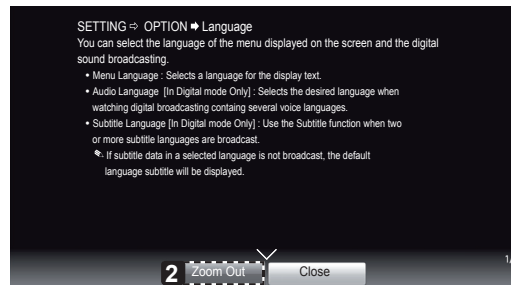 SETTING ⇨ OPTION ➡ Language
You can select the language of the menu displayed on the screen and the digital
sound broadcasting.
• Menu Language : Selects a language for the display text.
• Audio Language [In Digital mode Only] : Selects the desired language when
watching digital broadcasting containg several voice languages.
• Subtitle Language [In Digital mode Only] : Use the Subtitle function when two
or more subtitle languages are broadcast.
If subtitle data in a selected language is not broadcast, the default
language subtitle will be displayed.
2 Zoom Out Close
1/